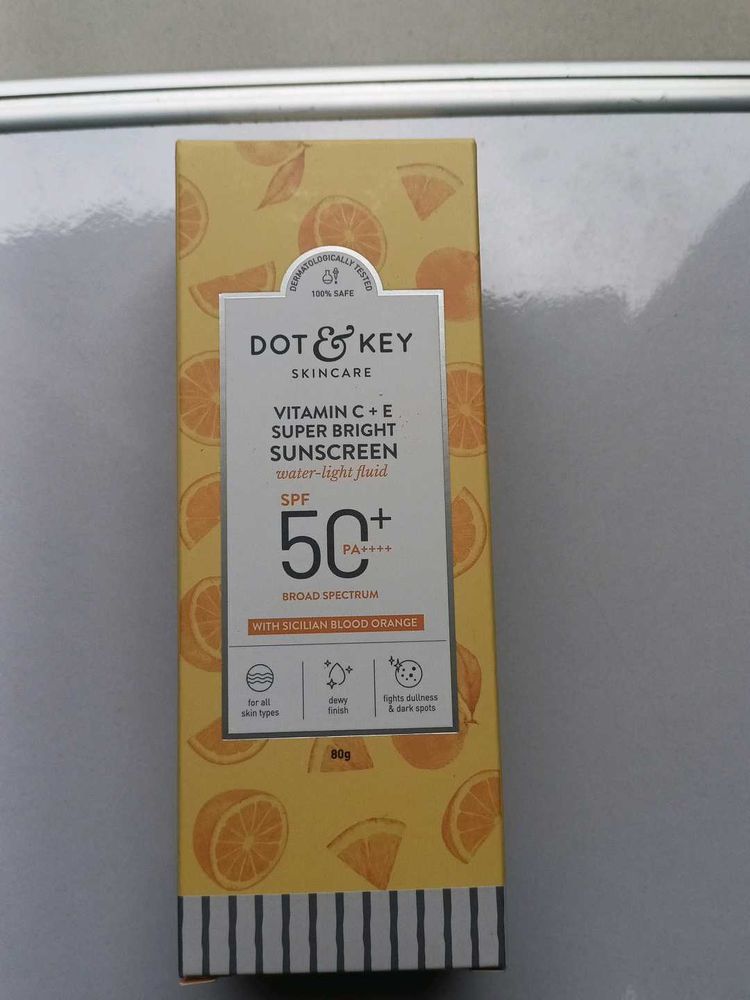 DERMATOLOGICALLY TESTED
100% SAFE
DOT & KEY
SKINCARE
VITAMIN C + E
SUPER BRIGHT
SUNSCREEN
water-light fluid
SPF
50+
PA++++
BROAD SPECTRUM
WITH SICILIAN BLOOD ORANGE
for all
skin types
dewy
finish
fights dullness
& dark spots
80g